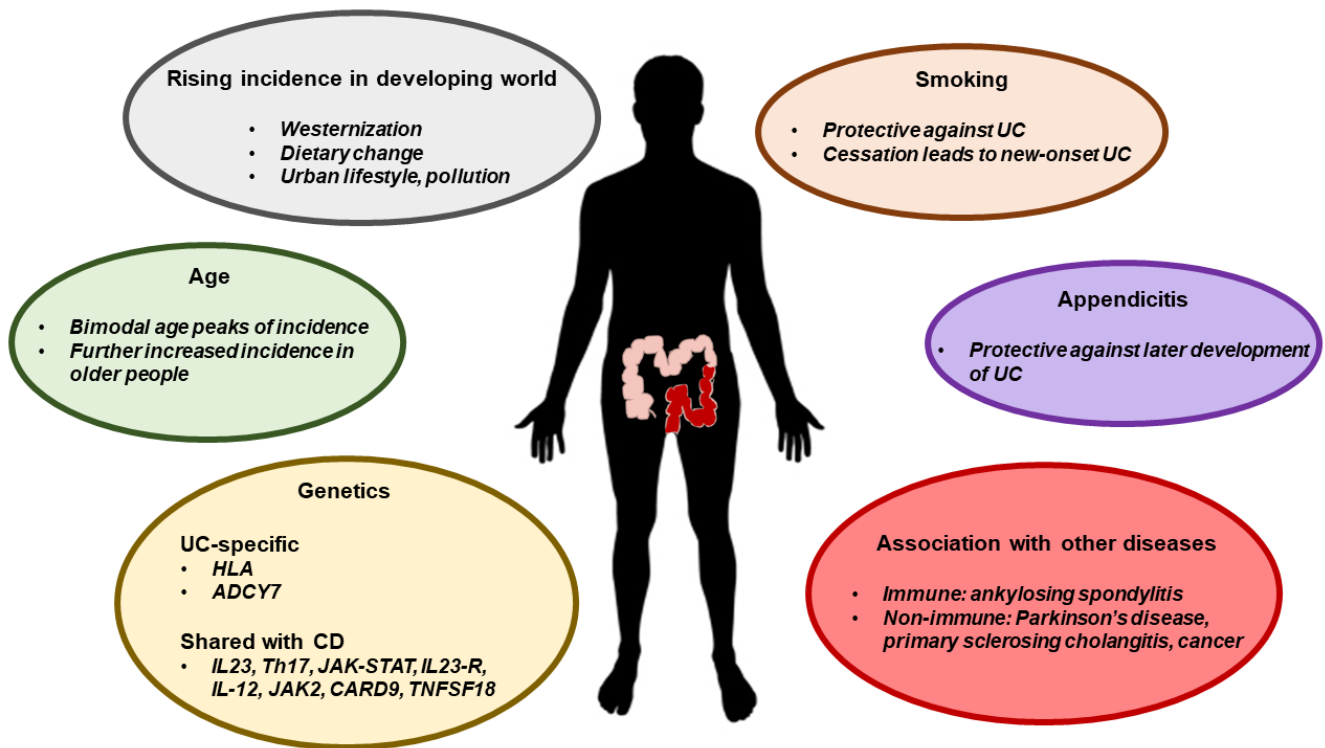 Rising incidence in developing world
• Westernization
• Dietary change
• Urban lifestyle, pollution
Smoking
• Protective against UC
• Cessation leads to new-onset UC
Age
• Bimodal age peaks of incidence
• Further increased incidence in
older people
Appendicitis
• Protective against later development
of UC
Genetics
UC-specific
• HLA
• ADCY7
Shared with CD
• IL23, Th17, JAK-STAT, IL23-R,
IL-12, JAK2, CARD9, TNFSF18
Association with other diseases
• Immune: ankylosing spondylitis
• Non-immune: Parkinson's disease,
primary sclerosing cholangitis, cancer